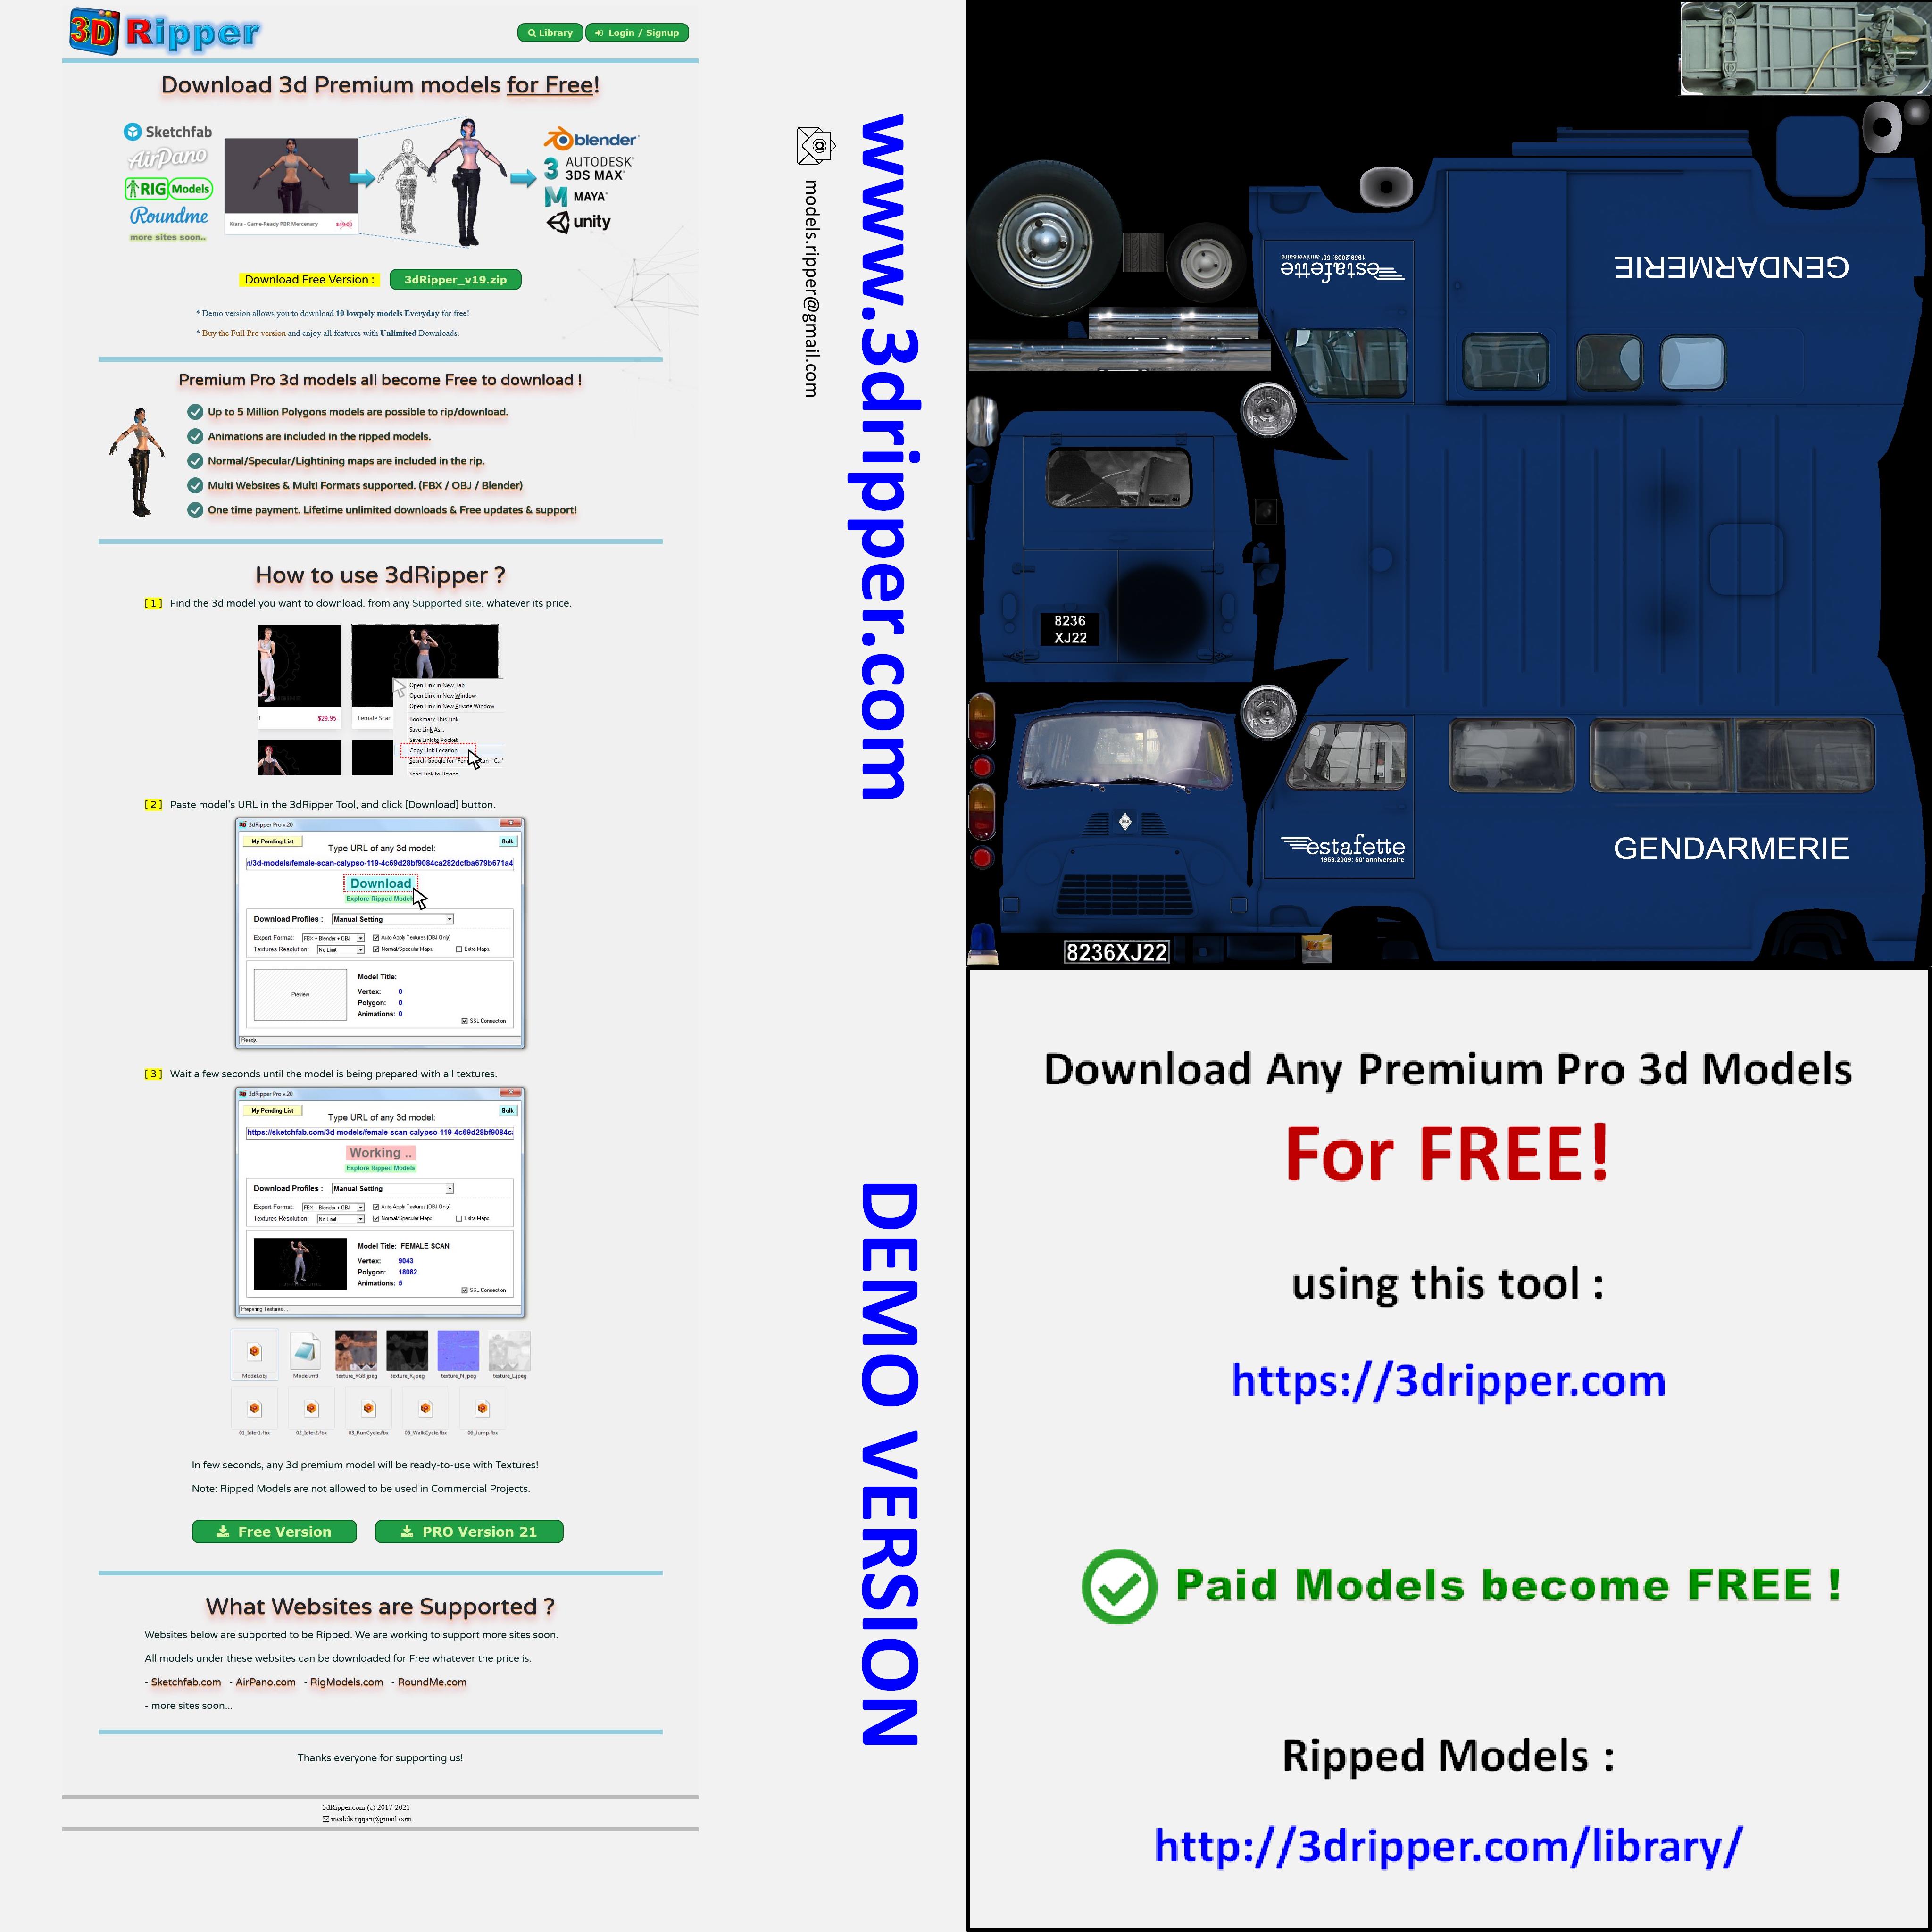 3D Ripper
Library
Login / Signup
Download 3d Premium models for Free!
Sketchfab
AirPano
RIG Models
Roundme
more sites soon..
Kiara - Game-Ready PBR Mercenary
blender
AUTODESK
3DS MAX
MAYA
unity
Download Free Version :
3dRipper_v19.zip
* Demo version allows you to download 10 lowpoly models Everyday for free!
* Buy the Full Pro version and enjoy all features with Unlimited Downloads.
Premium Pro 3d models all become Free to download !
Up to 5 Million Polygons models are possible to rip/download.
Animations are included in the ripped models.
Normal/Specular/Lightining maps are included in the rip.
Multi Websites & Multi Formats supported. (FBX / OBJ / Blender)
One time payment. Lifetime unlimited downloads & Free updates & support!
How to use 3dRipper ?
[ 1 ] Find the 3d model you want to download. from any Supported site. whatever its price.
$29.95
Female Scan
Open Link in New Tab
Open Link in New Window
Open Link in New Private Window
Bookmark This Link
Save Link As...
Save Link to Pocket
Copy Link Location
Search Google for "Fem
Send Link to Device
[ 2 ] Paste model's URL in the 3dRipper Tool, and click [Download] button.
3dRipper Pro v.20
My Pending List
Bulk
Type URL of any 3d model:
n/3d-models/female-scan-calypso-119-4c69d28bf9084ca282dcfba679b671a4
Download
Explore Ripped Models
Download Profiles : Manual Setting
Export Format: FBX + Blender + OBJ Auto Apply Textures (OBJ Only)
Textures Resolution: No Limit Normal/Specular Maps. Extra Maps.
Preview
Model Title:
Vertex: 0
Polygon: 0
Animations: 0
SSL Connection
Ready.
[ 3 ] Wait a few seconds until the model is being prepared with all textures.
3dRipper Pro v.20
My Pending List
Bulk
Type URL of any 3d model:
https://sketchfab.com/3d-models/female-scan-calypso-119-4c69d28bf9084c
Working ..
Explore Ripped Models
Download Profiles : Manual Setting
Export Format: FBX + Blender + OBJ Auto Apply Textures (OBJ Only)
Textures Resolution: No Limit Normal/Specular Maps. Extra Maps.
Model Title: FEMALE SCAN
Vertex: 9043
Polygon: 18082
Animations: 5
SSL Connection
Preparing Textures ...
Model.obj Model.mtl texture_RGB.jpeg texture_R.jpeg texture_N.jpeg texture_L.jpeg
01_Idle-1.fbx 02_Idle-2.fbx 03_RunCycle.fbx 05_WalkCycle.fbx 06_Jump.fbx
In few seconds, any 3d premium model will be ready-to-use with Textures!
Note: Ripped Models are not allowed to be used in Commercial Projects.
Free Version
PRO Version 21
What Websites are Supported ?
Websites below are supported to be Ripped. We are working to support more sites soon.
All models under these websites can be downloaded for Free whatever the price is.
- Sketchfab.com - AirPano.com - RigModels.com - RoundMe.com
- more sites soon...
Thanks everyone for supporting us!
3dRipper.com (c) 2017-2021
models.ripper@gmail.com
models.ripper@gmail.com
www.3dripper.com
DEMO VERSION
estafette
1959.2009: 50' anniversaire
GENDARMERIE
8236
XJ22
estafette
1959.2009: 50' anniversaire
GENDARMERIE
8236XJ22
Download Any Premium Pro 3d Models
For FREE!
using this tool :
https://3dripper.com
Paid Models become FREE !
Ripped Models :
http://3dripper.com/library/